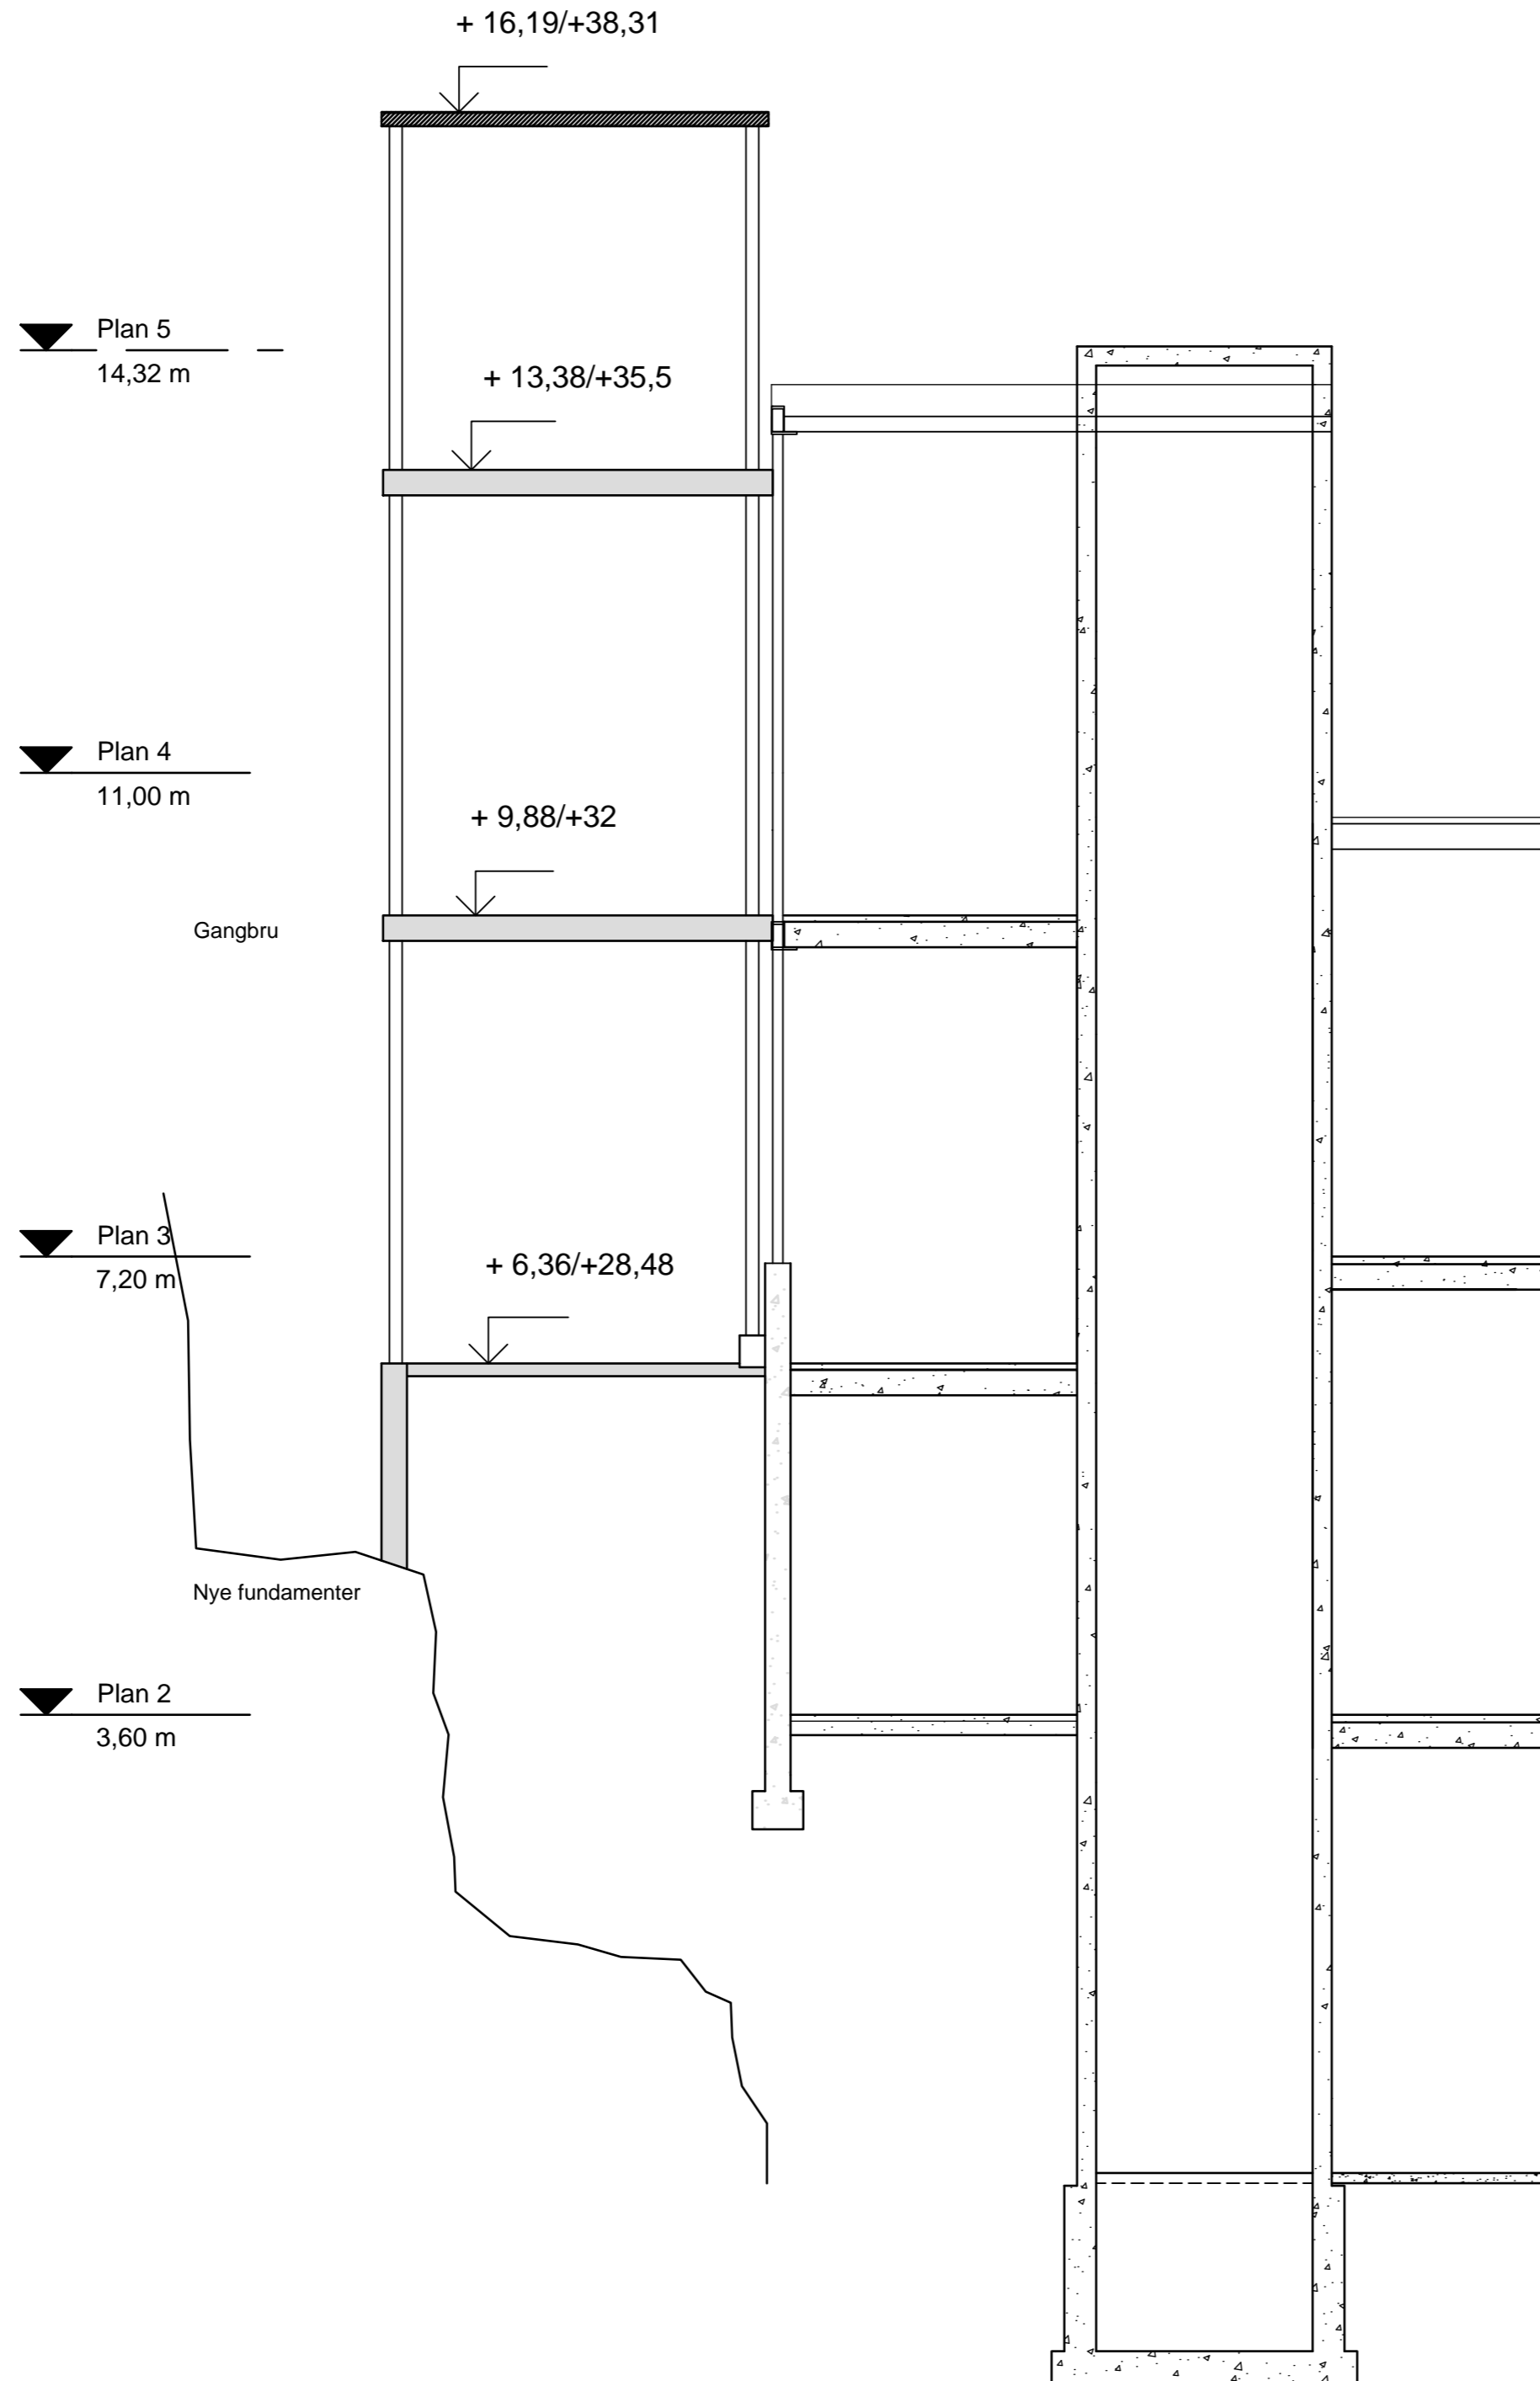 + 16,19/+38,31
Plan 5
14,32 m
+ 13,38/+35,5
Plan 4
11,00 m
+ 9,88/+32
Gangbru
Plan 3
7,20 m
+ 6,36/+28,48
Nye fundamenter
Plan 2
3,60 m